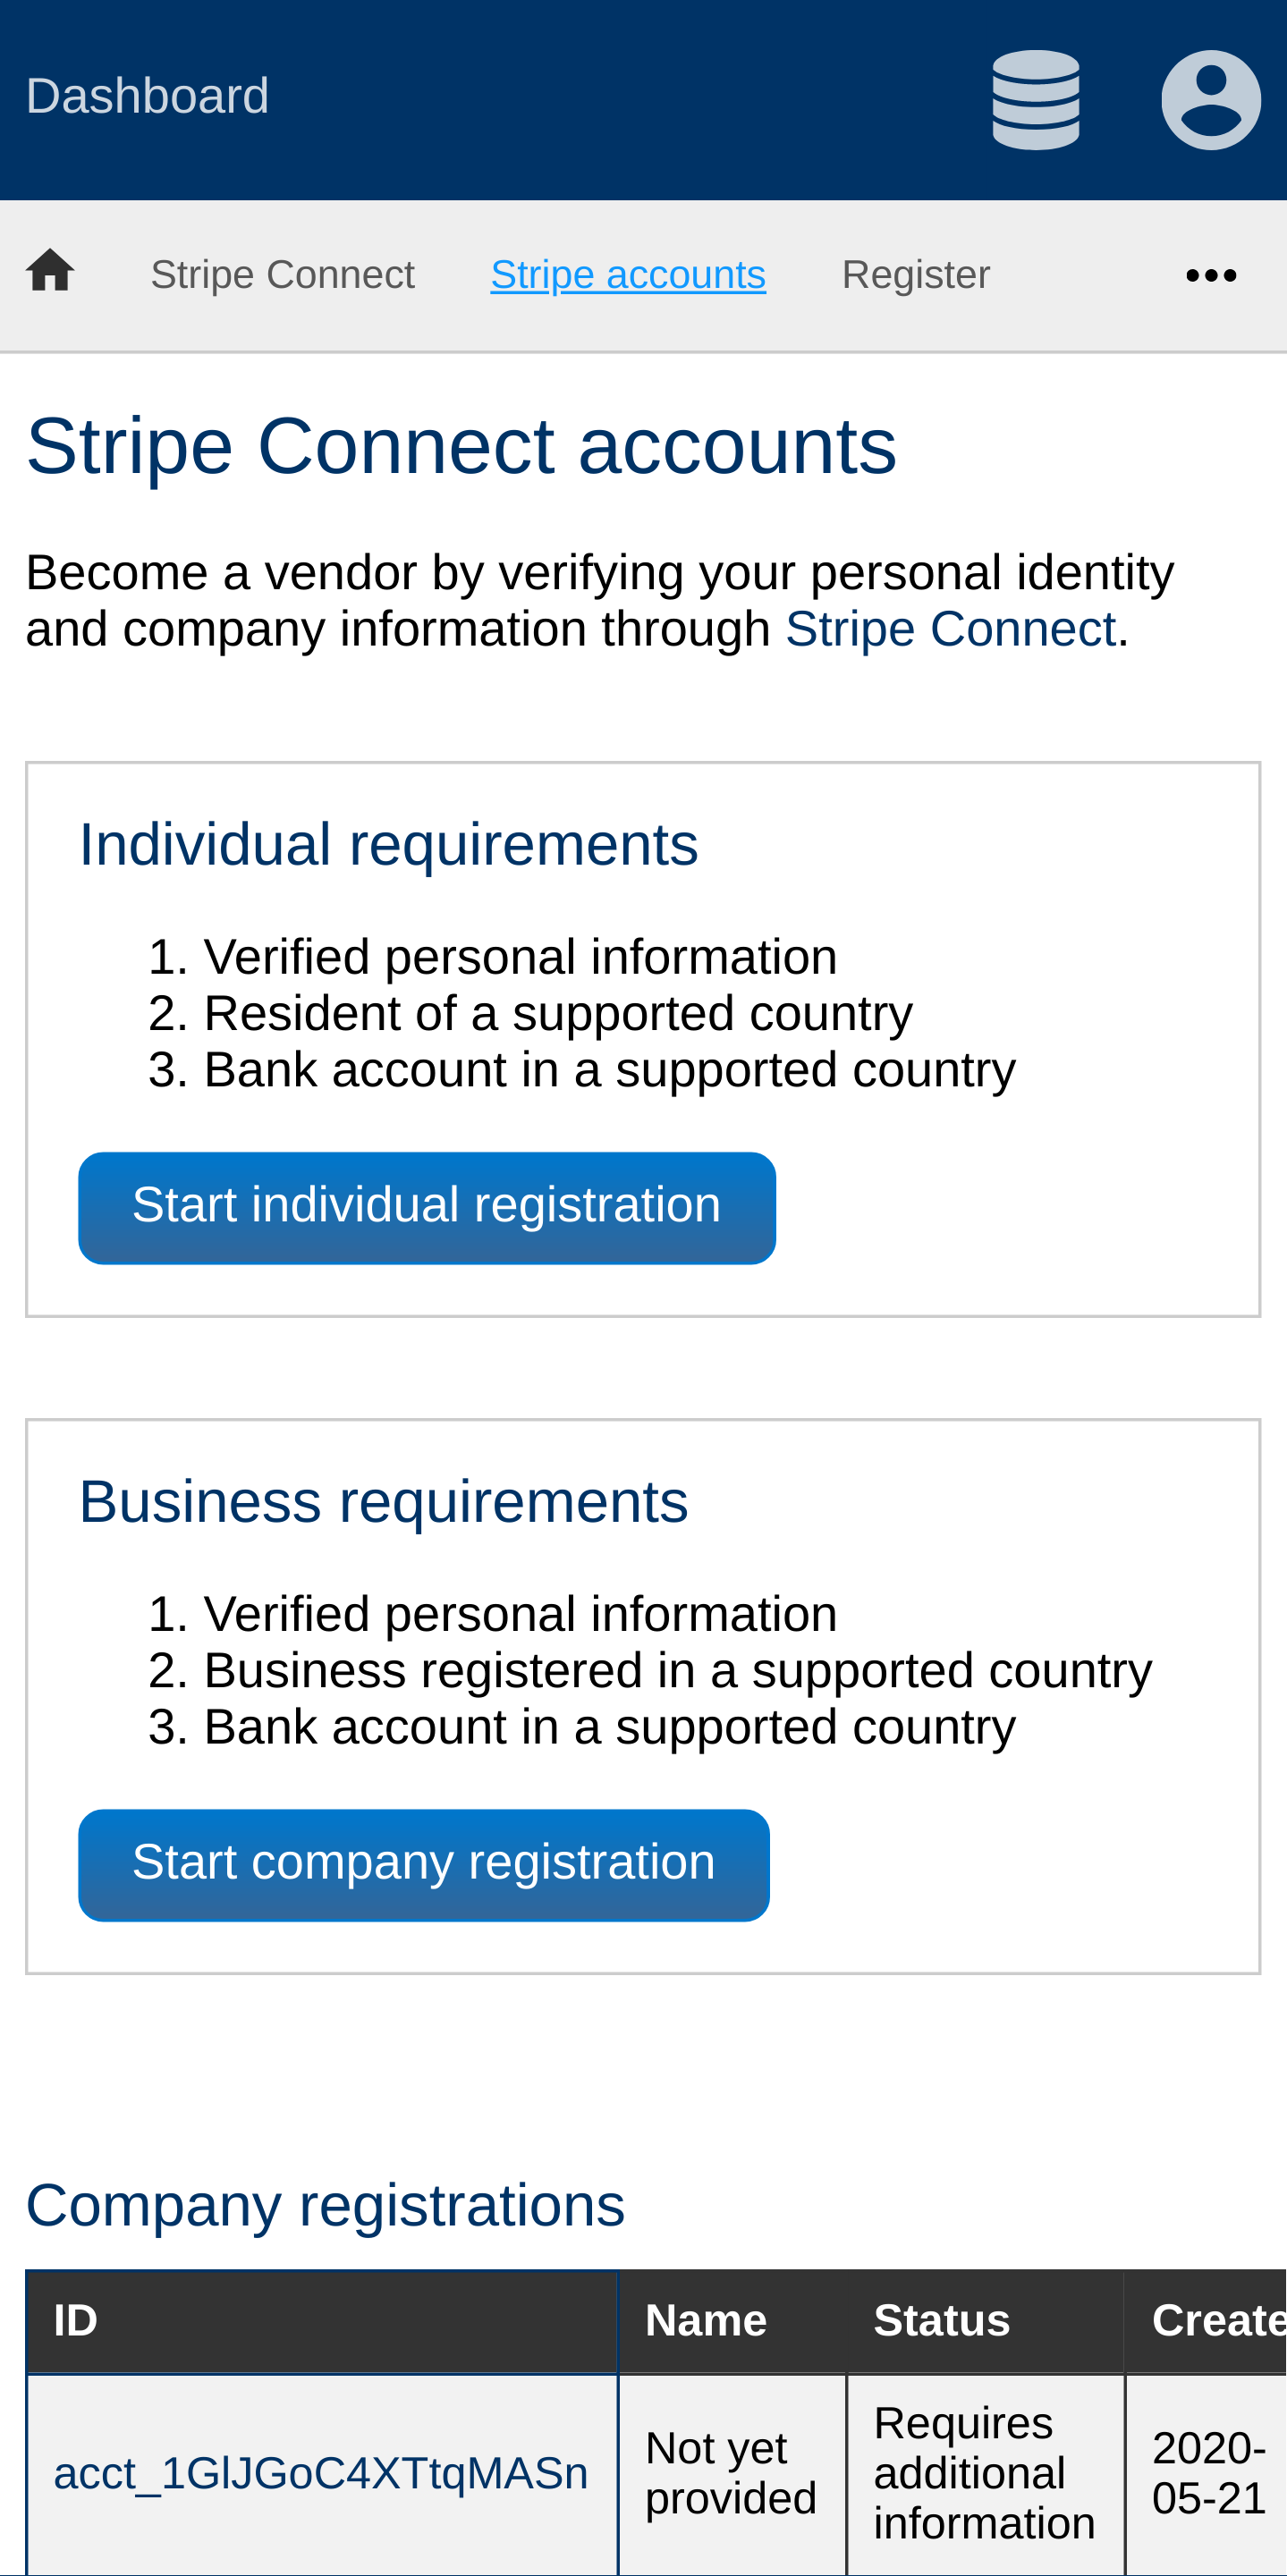 Dashboard
Stripe Connect Stripe accounts Register
Stripe Connect accounts
Become a vendor by verifying your personal identity
and company information through Stripe Connect.
Individual requirements
1. Verified personal information
2. Resident of a supported country
3. Bank account in a supported country
Start individual registration
Business requirements
1. Verified personal information
2. Business registered in a supported country
3. Bank account in a supported country
Start company registration
Company registrations
ID Name Status Create
acct_1GlJGoC4XTtqMASn
Not yet
provided
Requires
additional
information
2020-
05-21